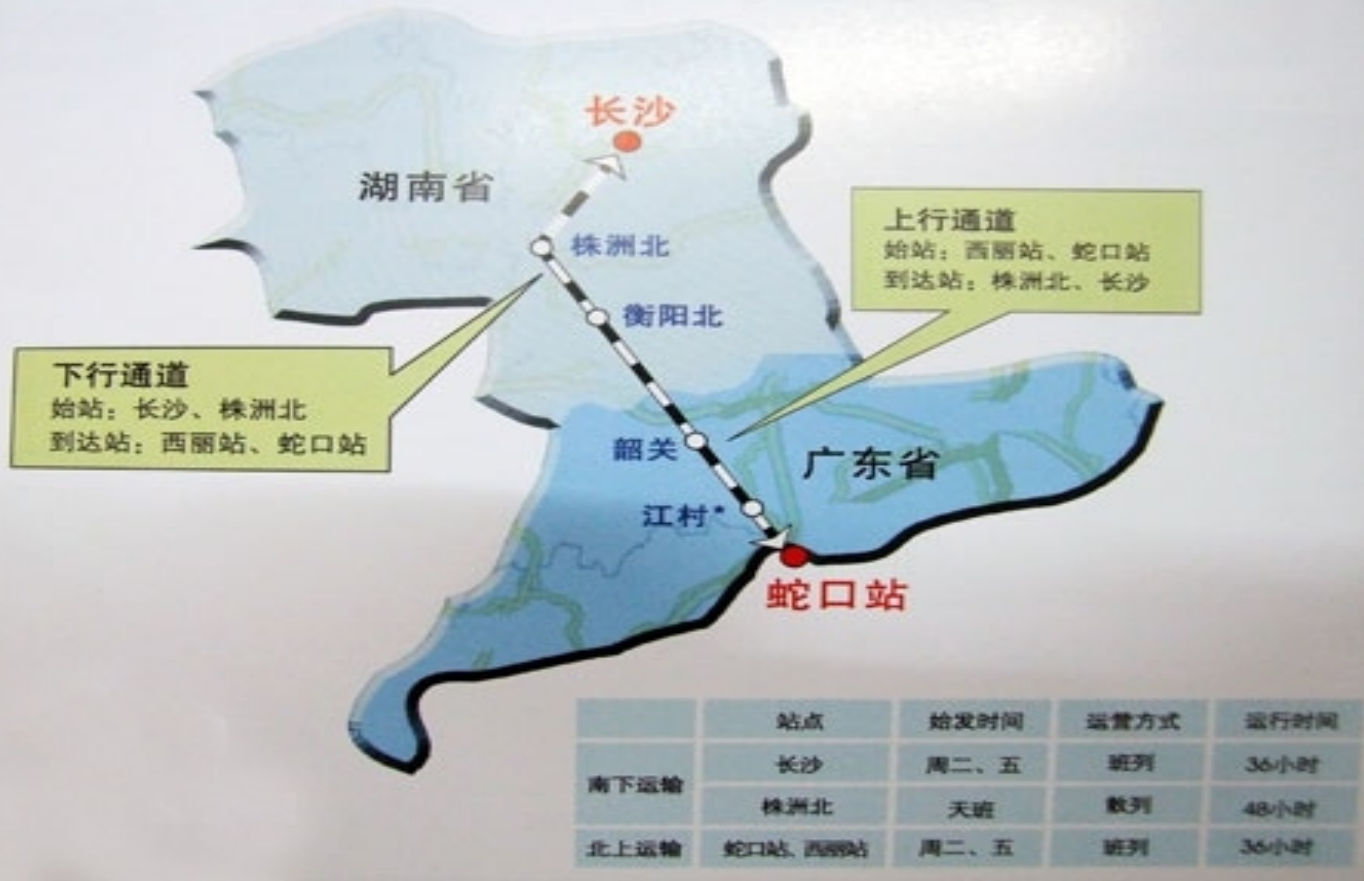 长沙
湖南省
上行通道
始站：西丽站、蛇口站
到达站：株洲北、长沙
株洲北
衡阳北
下行通道
始站：长沙、株洲北
到达站：西丽站、蛇口站
韶关
广东省
江村*
蛇口站
站点 始发时间 运营方式 运行时间
南下运输 长沙 周二、五 班列 36小时
株洲北 天班 散列 48小时
北上运输 蛇口站、西丽站 周二、五 班列 36小时